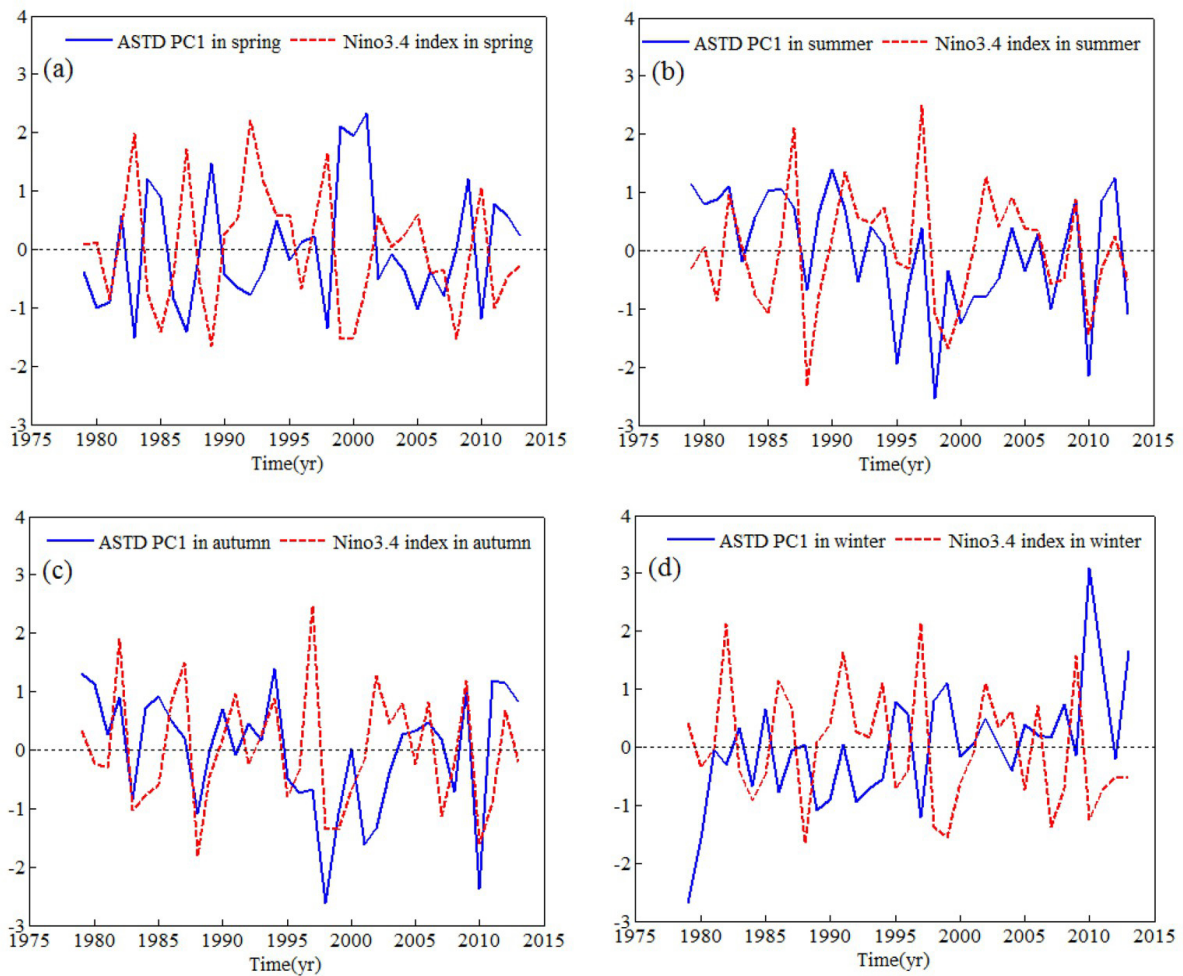 4
ASTD PC1 in spring Nino3.4 index in spring
(a)
3
2
1
0
-1
-2
-3
1975 1980 1985 1990 1995 2000 2005 2010 2015
Time(yr)
4
ASTD PC1 in summer Nino3.4 index in summer
(b)
3
2
1
0
-1
-2
-3
1975 1980 1985 1990 1995 2000 2005 2010 2015
Time(yr)
4
ASTD PC1 in autumn Nino3.4 index in autumn
(c)
3
2
1
0
-1
-2
-3
1975 1980 1985 1990 1995 2000 2005 2010 2015
Time(yr)
4
ASTD PC1 in winter Nino3.4 index in winter
(d)
3
2
1
0
-1
-2
-3
1975 1980 1985 1990 1995 2000 2005 2010 2015
Time(yr)